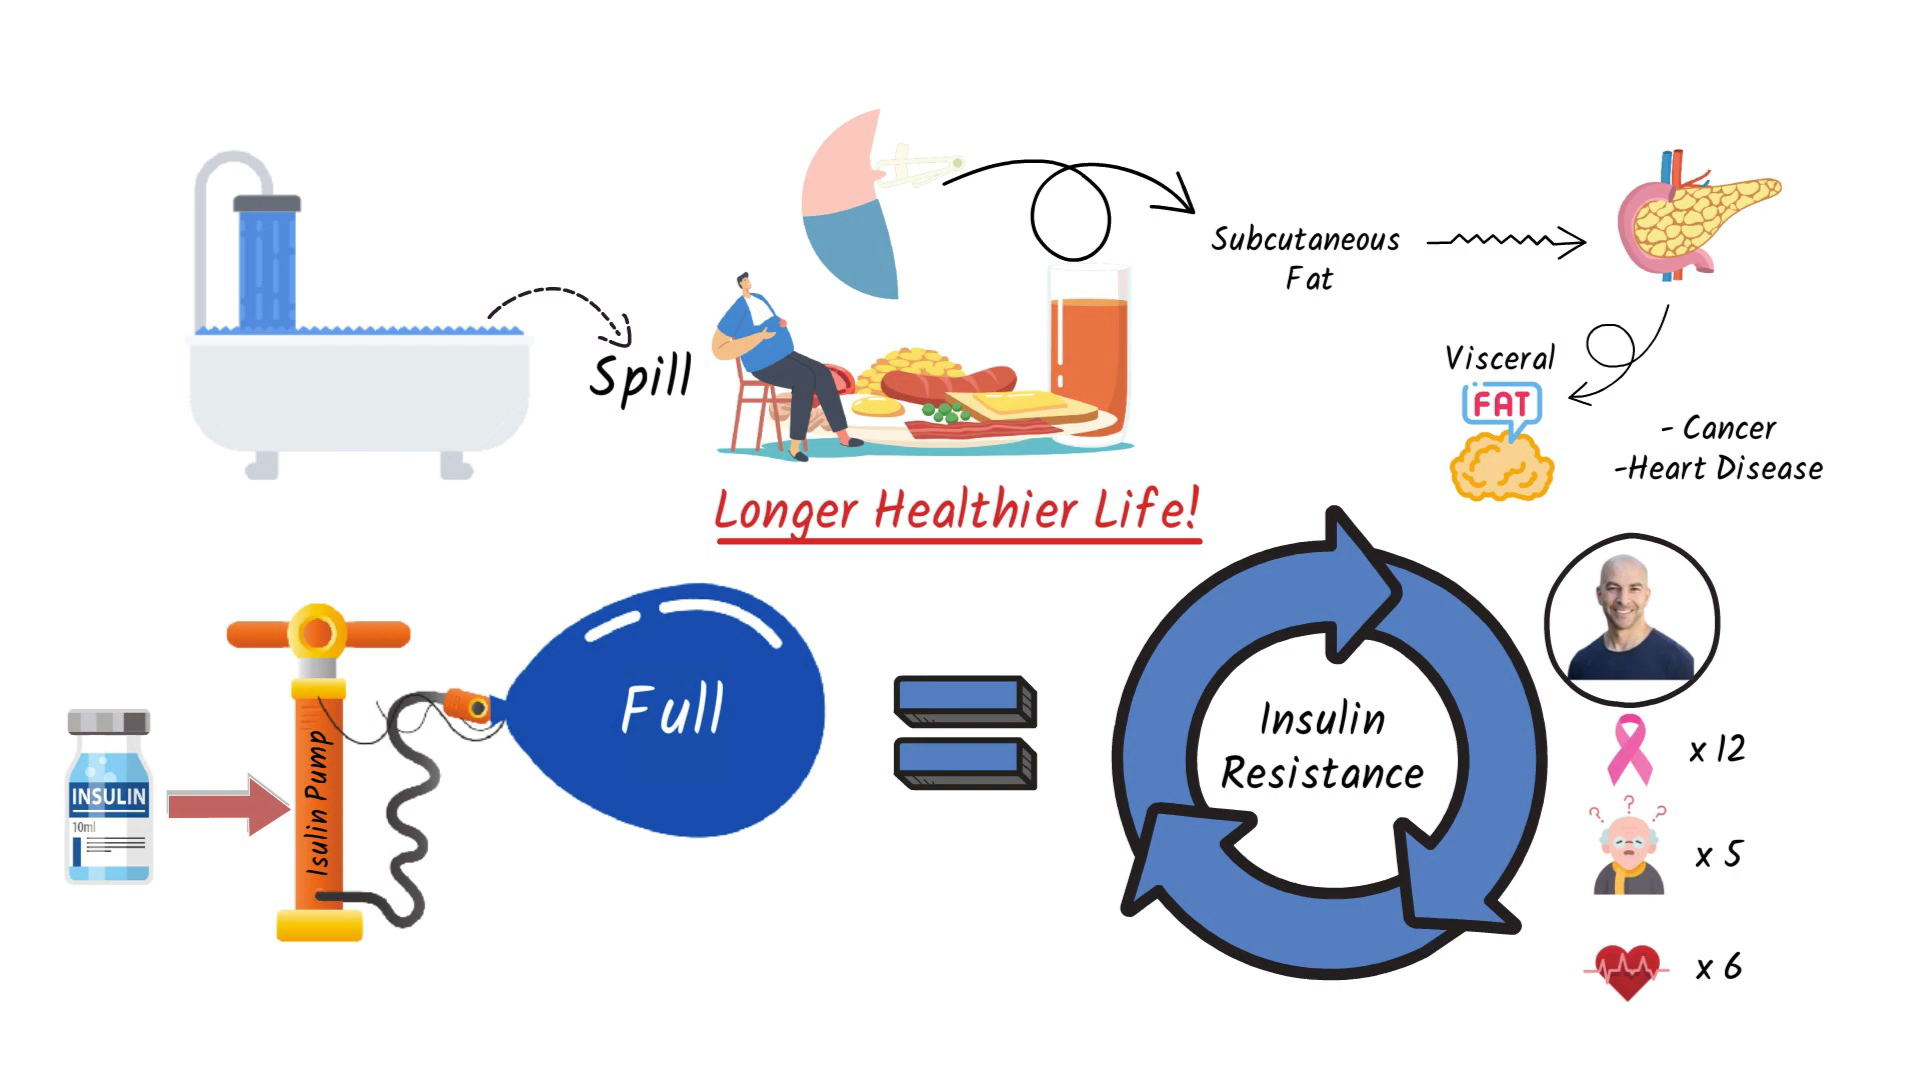 Subcutaneous
Fat
Spill
Visceral
FAT
- Cancer
-Heart Disease
Longer Healthier Life!
Full
Insulin
Resistance
INSULIN
10ml
Isulin Pump
x 12
x 5
x 6